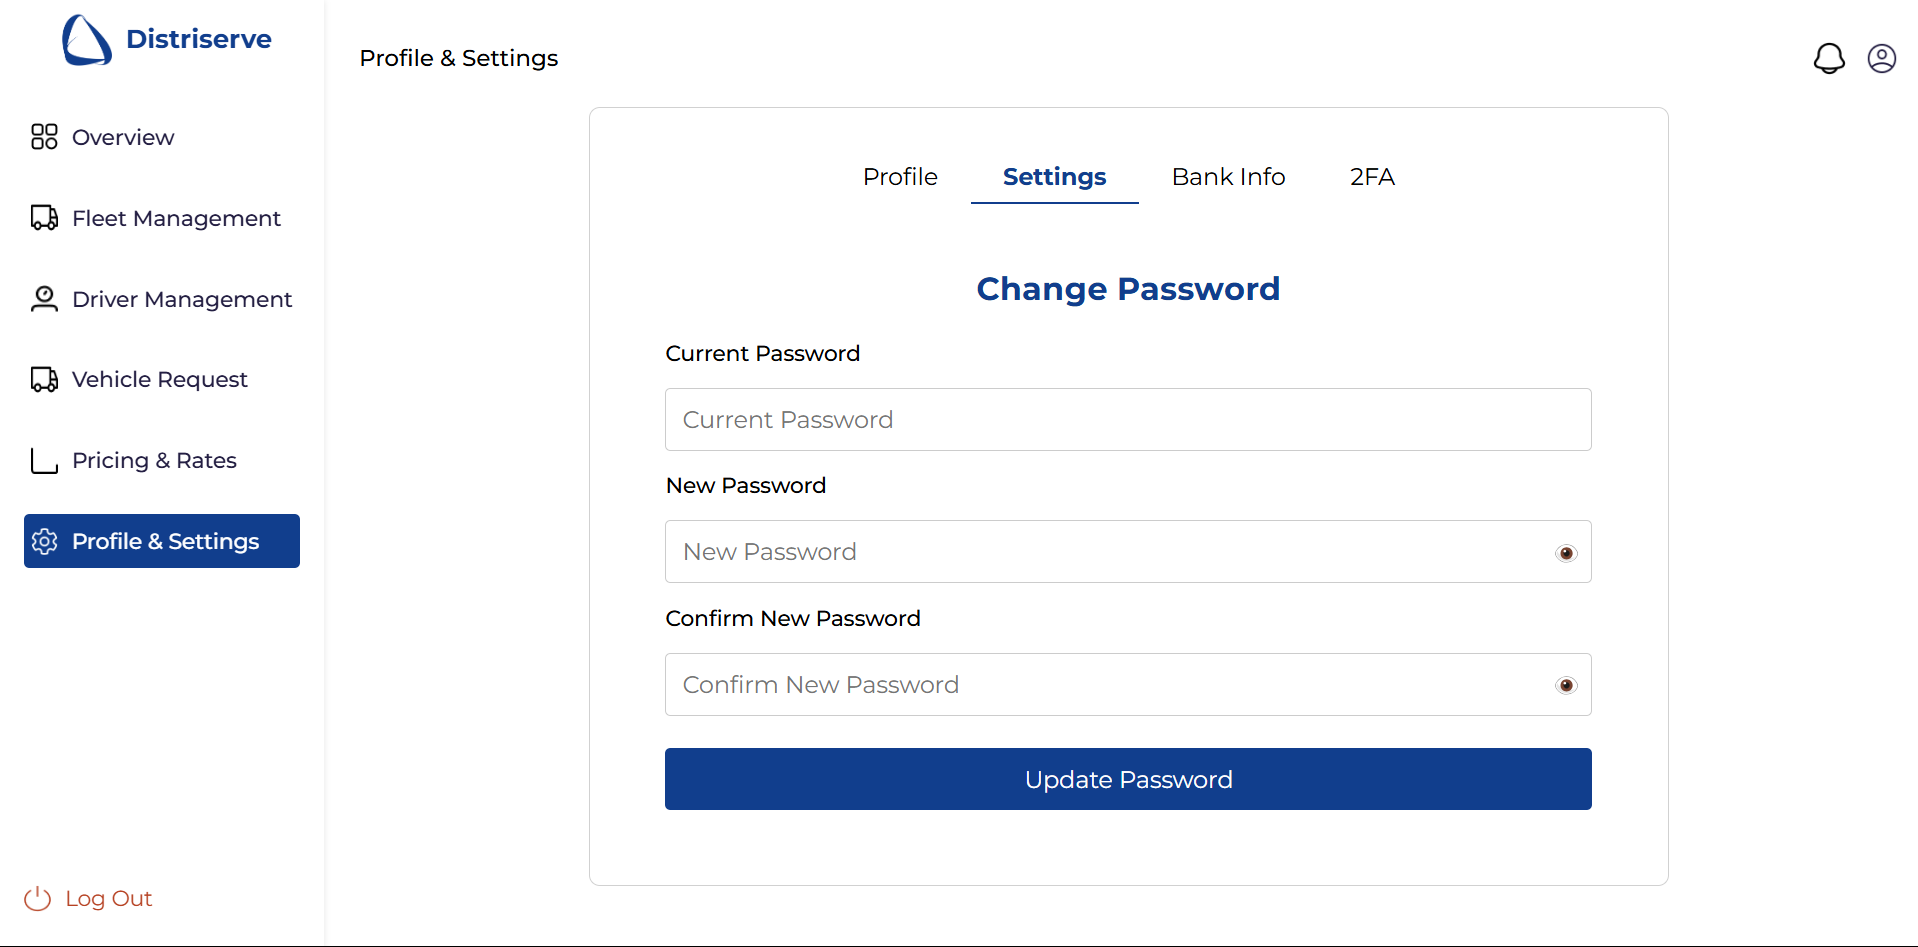 Distriserve
Overview
Fleet Management
Driver Management
Vehicle Request
Pricing & Rates
Profile & Settings
Log Out
Profile & Settings
Profile
Settings
Bank Info
2FA
Change Password
Current Password
Current Password
New Password
New Password
Confirm New Password
Confirm New Password
Update Password